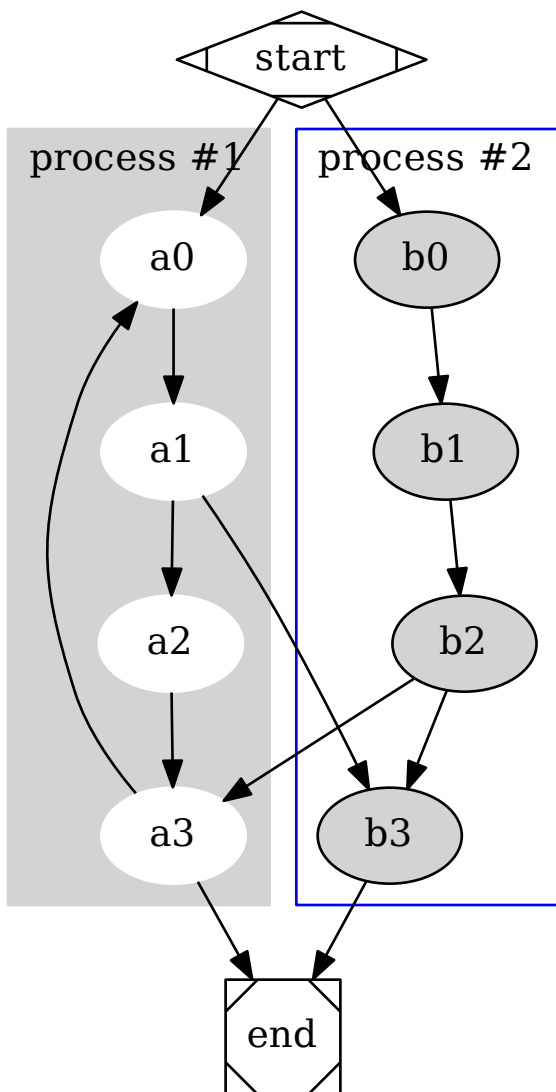 start
process #1
process #2
a0
b0
a1
b1
a2
b2
a3
b3
end